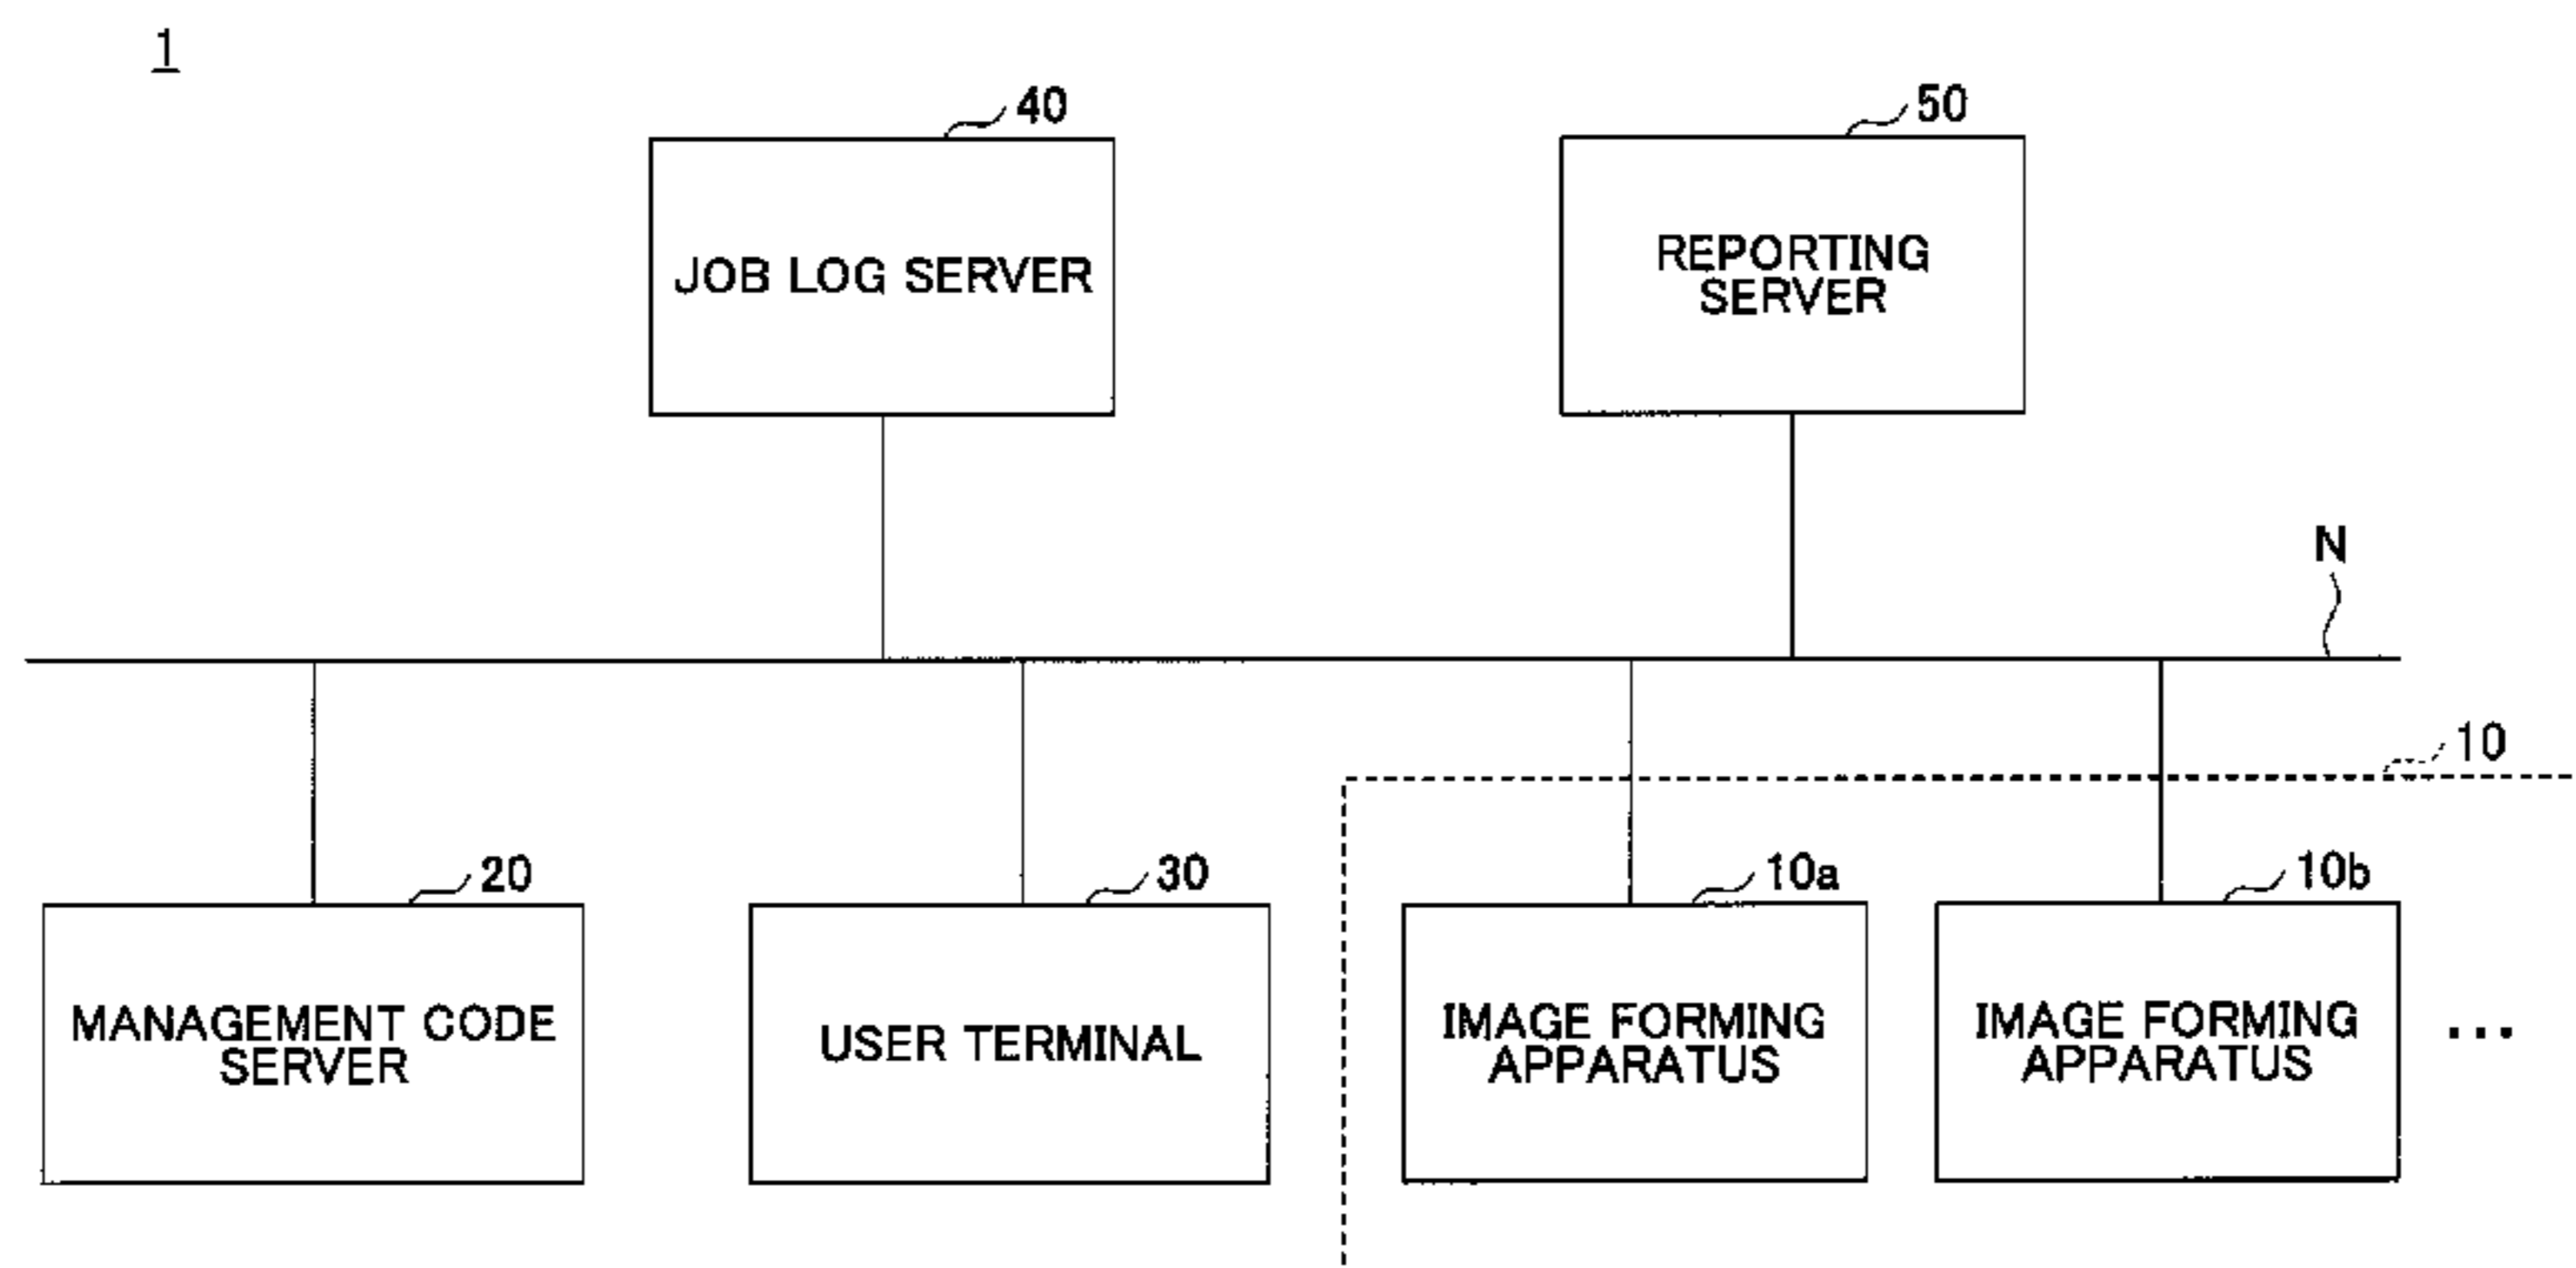 1
40
50
JOB LOG SERVER
REPORTING
SERVER
N
10
20
30
10a
10b
MANAGEMENT CODE
SERVER
USER TERMINAL
IMAGE FORMING
APPARATUS
IMAGE FORMING
APPARATUS
...